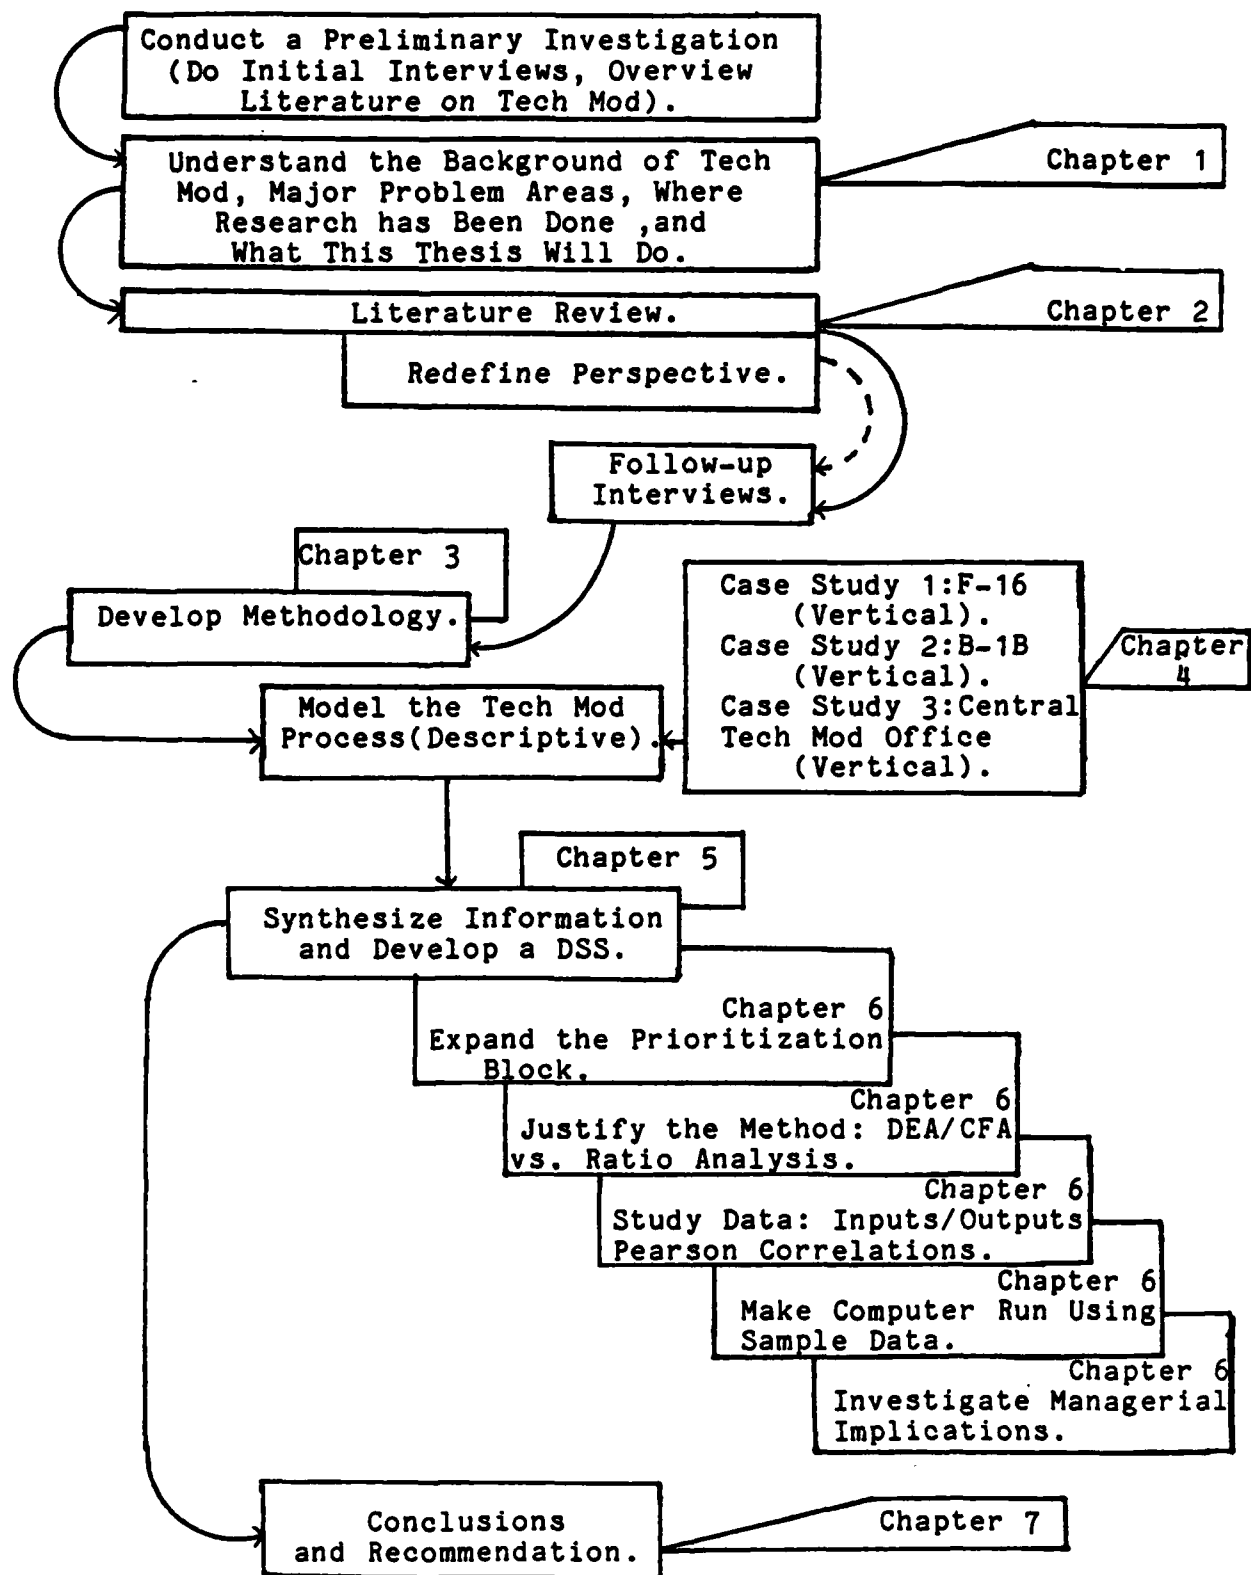 Conduct a Preliminary Investigation
(Do Initial Interviews, Overview
Literature on Tech Mod).
Understand the Background of Tech
Mod, Major Problem Areas, Where
Research has Been Done ,and
What This Thesis Will Do.
Chapter 1
Literature Review.
Chapter 2
Redefine Perspective.
Follow-up
Interviews.
Chapter 3
Develop Methodology.
Case Study 1:F-16
(Vertical).
Case Study 2:B-1B
(Vertical).
Case Study 3:Central
Tech Mod Office
(Vertical).
Chapter
4
Model the Tech Mod
Process(Descriptive).
Chapter 5
Synthesize Information
and Develop a DSS.
Chapter 6
Expand the Prioritization
Block.
Chapter 6
Justify the Method: DEA/CFA
vs. Ratio Analysis.
Chapter 6
Study Data: Inputs/Outputs
Pearson Correlations.
Chapter 6
Make Computer Run Using
Sample Data.
Chapter 6
Investigate Managerial
Implications.
Conclusions
and Recommendation.
Chapter 7